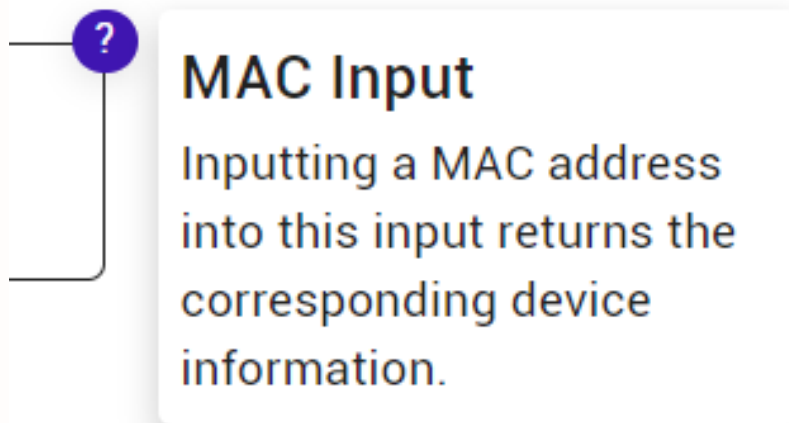 ?
MAC Input
Inputting a MAC address
into this input returns the
corresponding device
information.